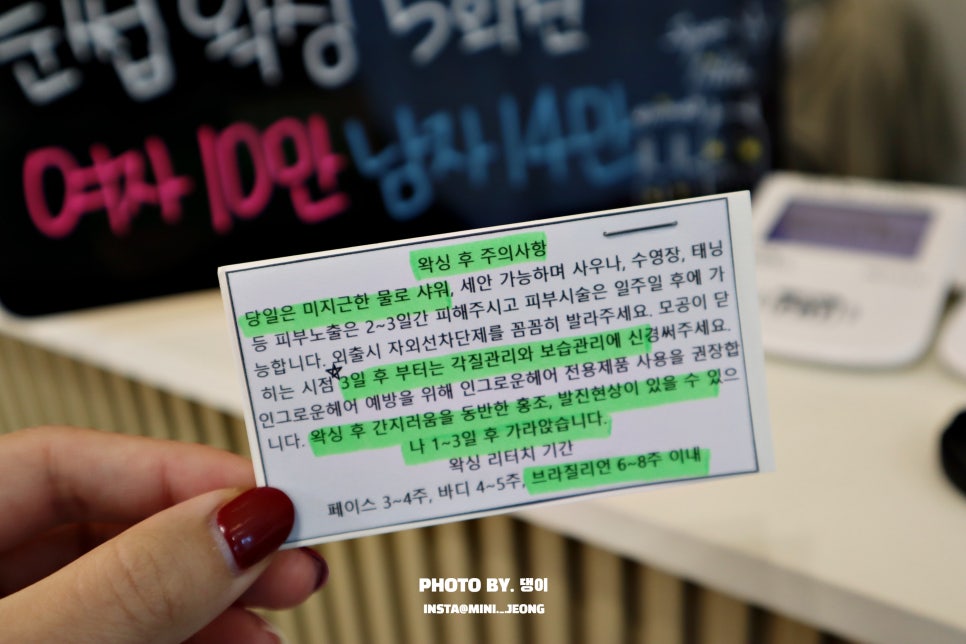 여자 10만 남자 14만
왁싱 후 주의사항
당일은 미지근한 물로 샤워, 세안 가능하며 사우나, 수영장, 태닝
등 피부노출은 2~3일간 피해주시고 피부시술은 일주일 후에 가
능합니다. 외출시 자외선차단제를 꼼꼼히 발라주세요. 모공이 닫
히는 시점 ☆3일 후 부터는 각질관리와 보습관리에 신경써주세요.
인그로운헤어 예방을 위해 인그로운헤어 전용제품 사용을 권장합
니다. 왁싱 후 간지러움을 동반한 홍조, 발진현상이 있을 수 있으
나 1~3일 후 가라앉습니다.
왁싱 리터치 기간
페이스 3~4주, 바디 4~5주, 브라질리언 6~8주 이내
PHOTO BY. 댕이
INSTA@MINI__JEONG